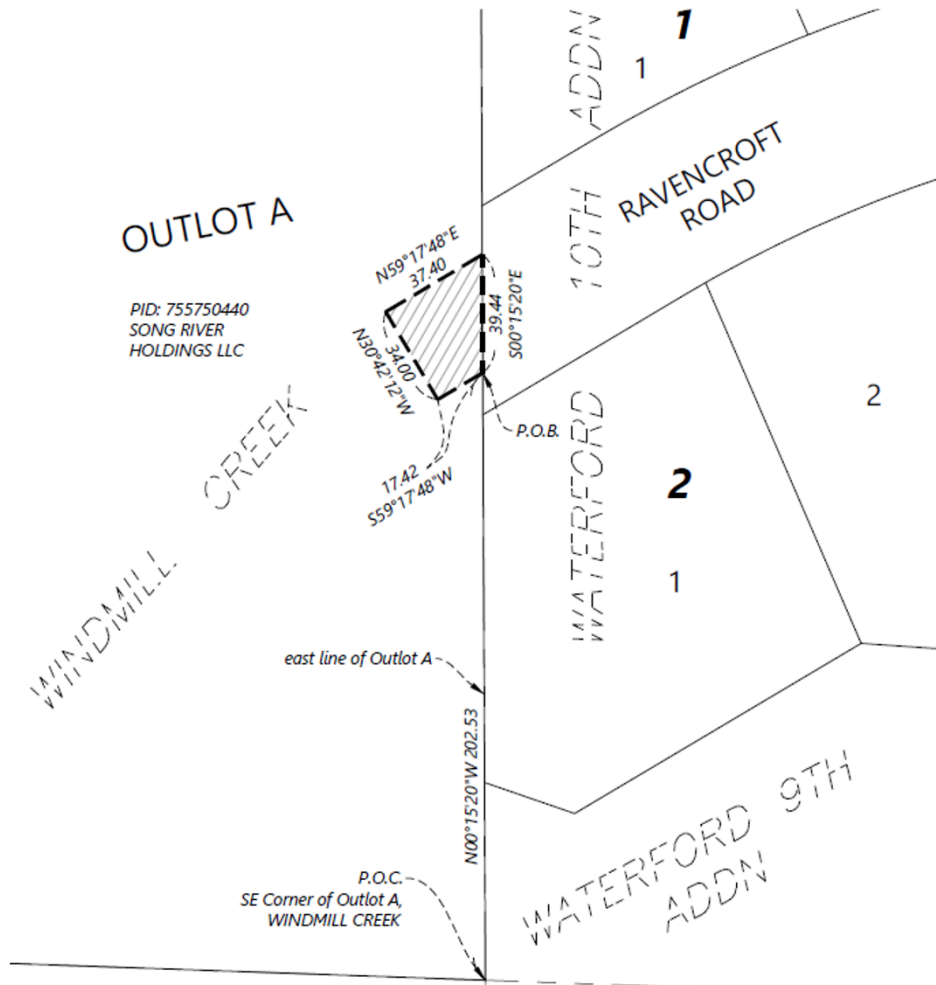 1
1
ADDN
RAVENCROFT
ROAD
10TH
OUTLOT A
N59°17'48"E
37.40
PID: 755750440
SONG RIVER
HOLDINGS LLC
39.44
S00°15'20"E
34.00
N30°42'12"W
2
CREEK
P.O.B.
WATERFORD
2
17.42
S59°17'48"W
1
WINDMILL
east line of Outlot A
N00°15'20"W 202.53
WATERFORD 9TH
ADDN
P.O.C.
SE Corner of Outlot A,
WINDMILL CREEK